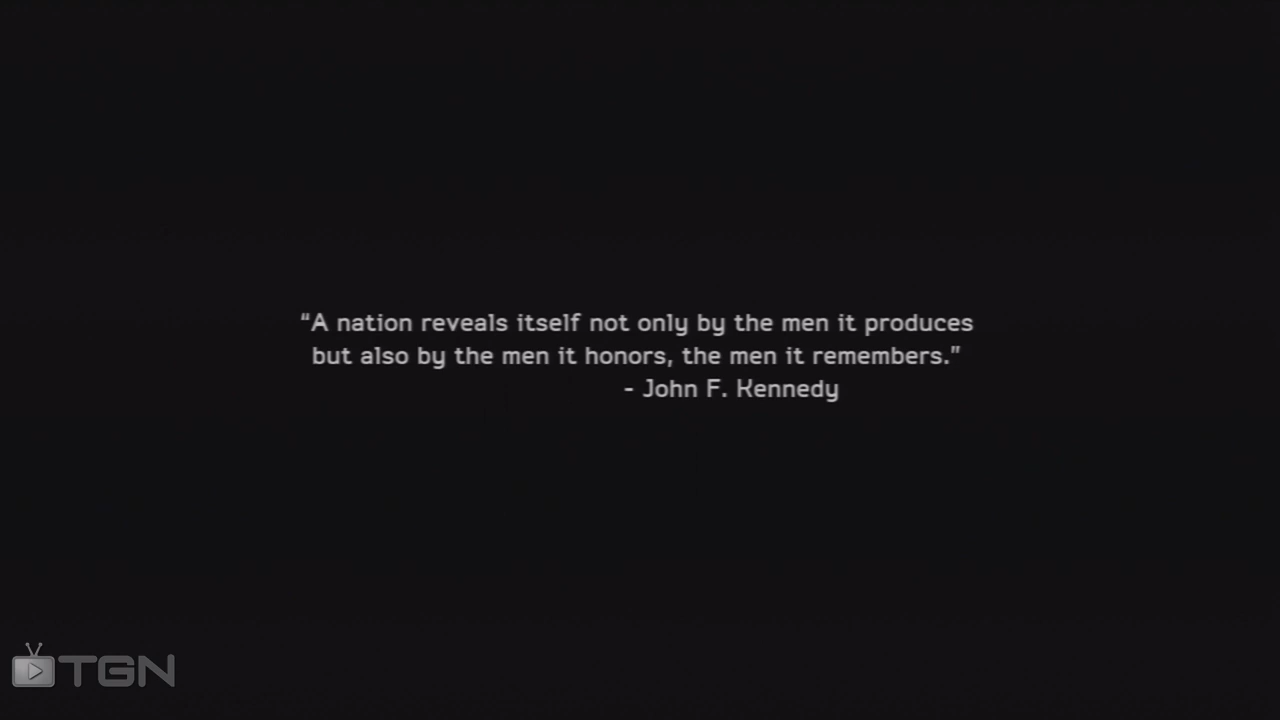 “A nation reveals itself not only by the men it produces
but also by the men it honors, the men it remembers.”
- John F. Kennedy
TGN